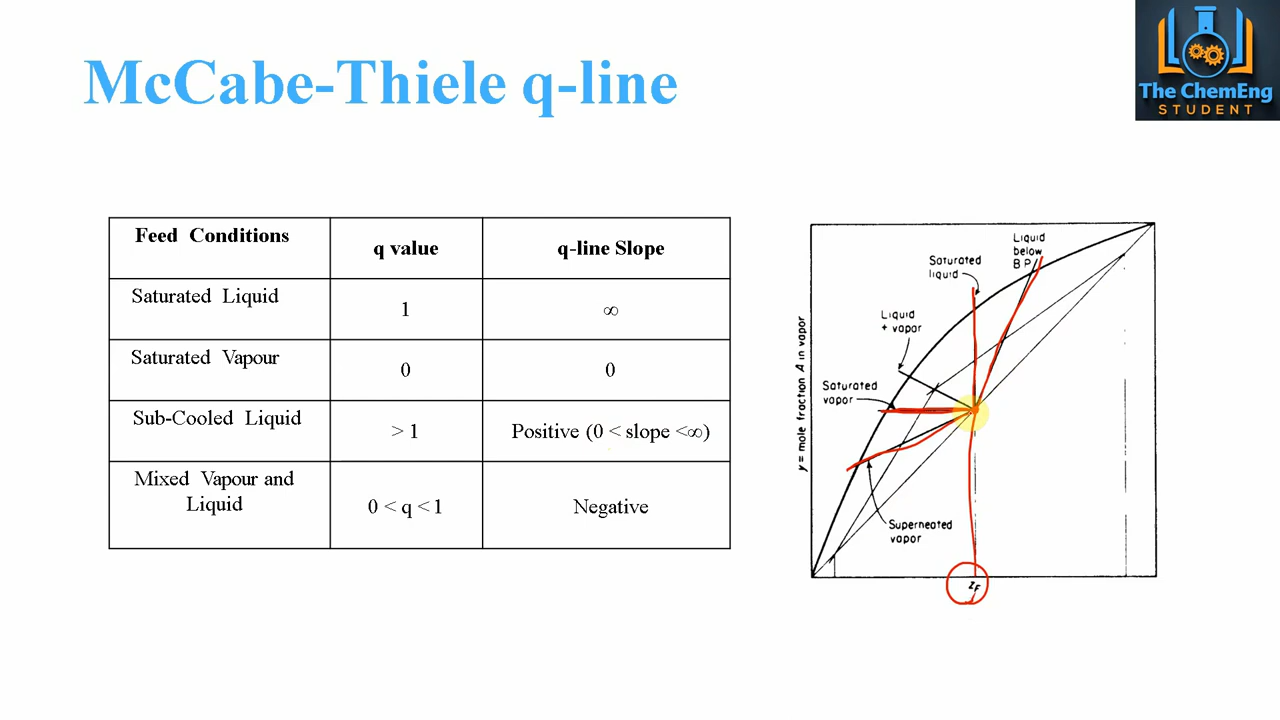 McCabe-Thiele q-line
The ChemEng
STUDENT
Feed Conditions
q value
q-line Slope
Saturated Liquid
1
∞
Saturated Vapour
0
0
Sub-Cooled Liquid
> 1
Positive (0 < slope <∞)
Mixed Vapour and
Liquid
0 < q < 1
Negative
Liquid
below
B P
Saturated
liquid
Liquid
+ vapor
Saturated
vapor
Superheated
vapor
y = mole fraction A in vapor
zF